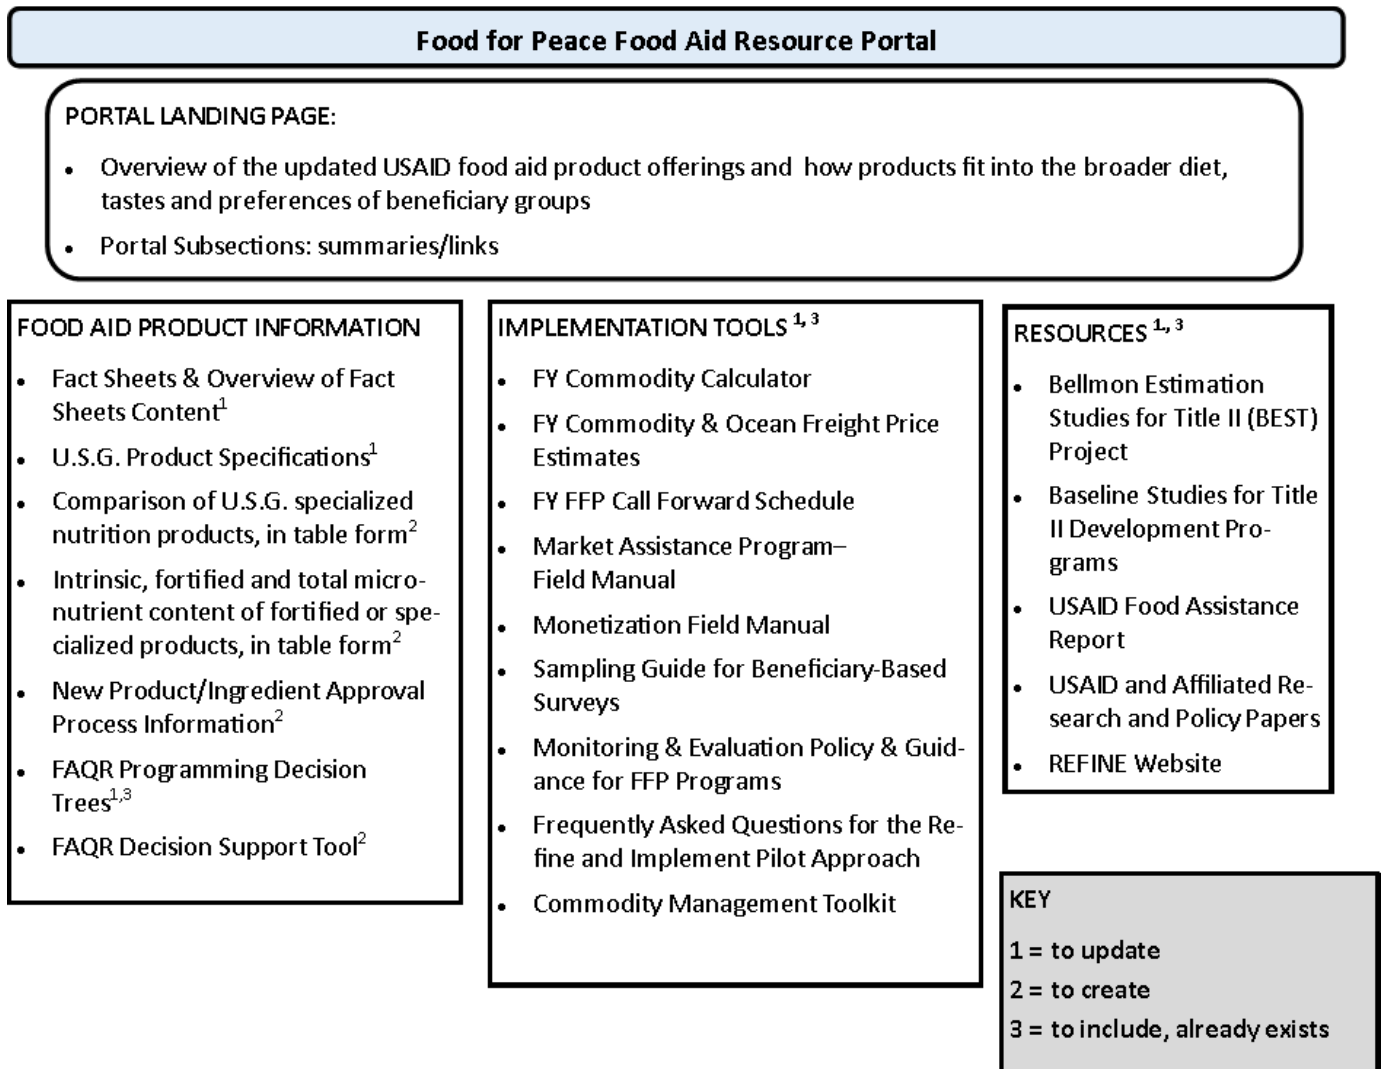 Food for Peace Food Aid Resource Portal
PORTAL LANDING PAGE:
• Overview of the updated USAID food aid product offerings and how products fit into the broader diet,
tastes and preferences of beneficiary groups
• Portal Subsections: summaries/links
FOOD AID PRODUCT INFORMATION
• Fact Sheets & Overview of Fact
Sheets Content¹
• U.S.G. Product Specifications¹
• Comparison of U.S.G. specialized
nutrition products, in table form²
• Intrinsic, fortified and total micro-
nutrient content of fortified or spe-
cialized products, in table form²
• New Product/Ingredient Approval
Process Information²
• FAQR Programming Decision
Trees¹,³
• FAQR Decision Support Tool²
IMPLEMENTATION TOOLS ¹, ³
• FY Commodity Calculator
• FY Commodity & Ocean Freight Price
Estimates
• FY FFP Call Forward Schedule
• Market Assistance Program–
Field Manual
• Monetization Field Manual
• Sampling Guide for Beneficiary-Based
Surveys
• Monitoring & Evaluation Policy & Guid-
ance for FFP Programs
• Frequently Asked Questions for the Re-
fine and Implement Pilot Approach
• Commodity Management Toolkit
RESOURCES ¹., ³
• Bellmon Estimation
Studies for Title II (BEST)
Project
• Baseline Studies for Title
II Development Pro-
grams
• USAID Food Assistance
Report
• USAID and Affiliated Re-
search and Policy Papers
• REFINE Website
KEY
1 = to update
2 = to create
3 = to include, already exists